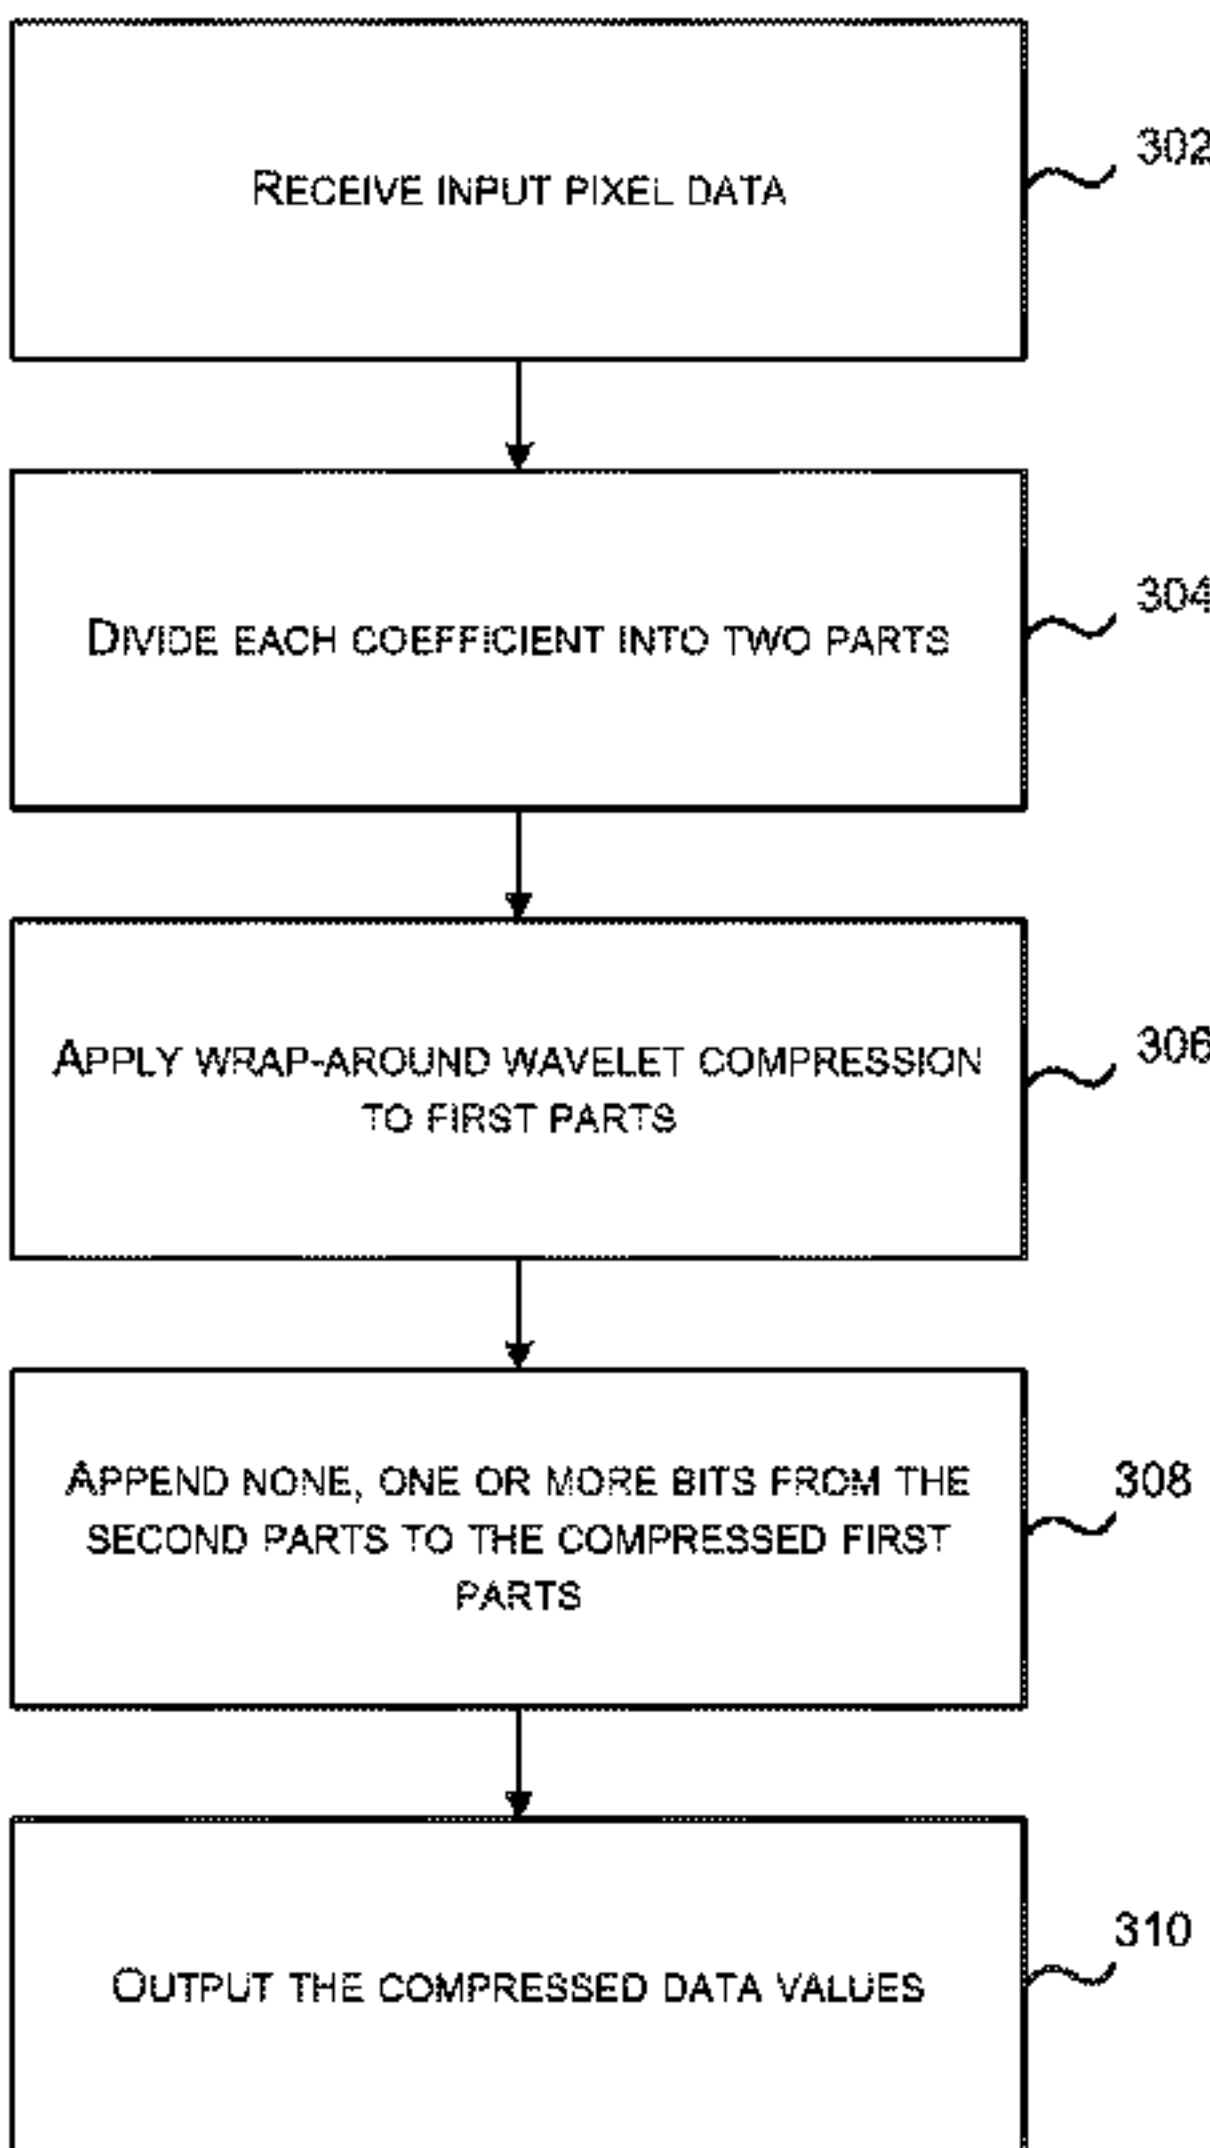 RECEIVE INPUT PIXEL DATA
302
DIVIDE EACH COEFFICIENT INTO TWO PARTS
304
APPLY WRAP-AROUND WAVELET COMPRESSION
TO FIRST PARTS
306
APPEND NONE, ONE OR MORE BITS FROM THE
SECOND PARTS TO THE COMPRESSED FIRST
PARTS
308
OUTPUT THE COMPRESSED DATA VALUES
310